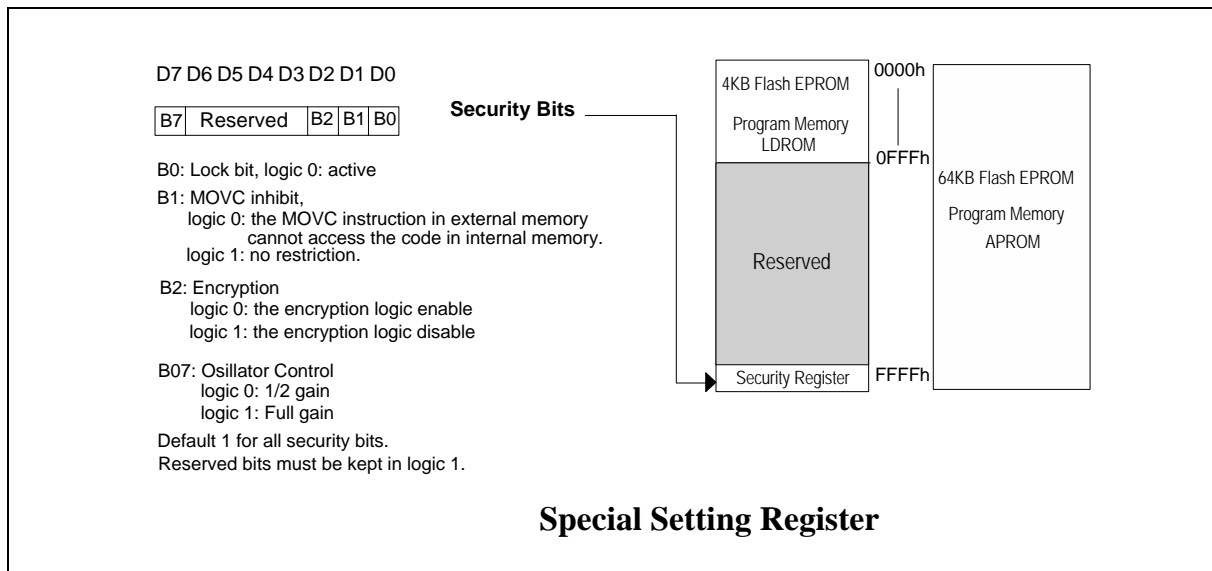 D7 D6 D5 D4 D3 D2 D1 D0
B7 Reserved B2 B1 B0
Security Bits
B0: Lock bit, logic 0: active
B1: MOVC inhibit,
logic 0: the MOVC instruction in external memory
cannot access the code in internal memory.
logic 1: no restriction.
B2: Encryption
logic 0: the encryption logic enable
logic 1: the encryption logic disable
B07: Osillator Control
logic 0: 1/2 gain
logic 1: Full gain
Default 1 for all security bits.
Reserved bits must be kept in logic 1.
4KB Flash EPROM
Program Memory
LDROM
Reserved
Security Register
0000h
0FFFh
FFFFh
64KB Flash EPROM
Program Memory
APROM
Special Setting Register